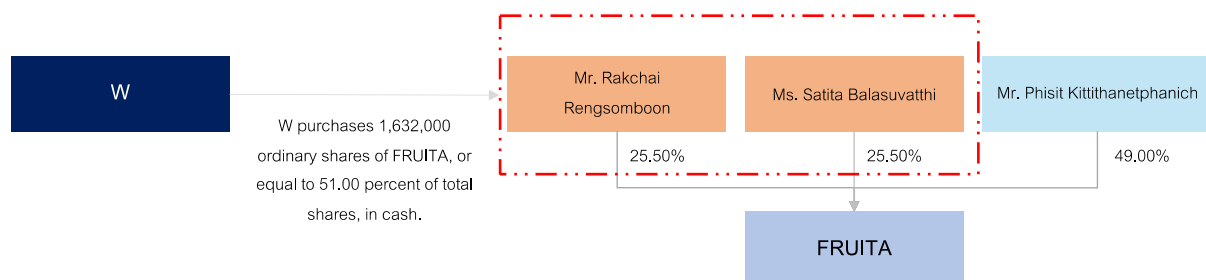 W
W purchases 1,632,000
ordinary shares of FRUITA, or
equal to 51.00 percent of total
shares, in cash.
Mr. Rakchai
Rengsomboon
Ms. Satita Balasuvatthi
Mr. Phisit Kittithanetphanich
25.50%
25.50%
49.00%
FRUITA